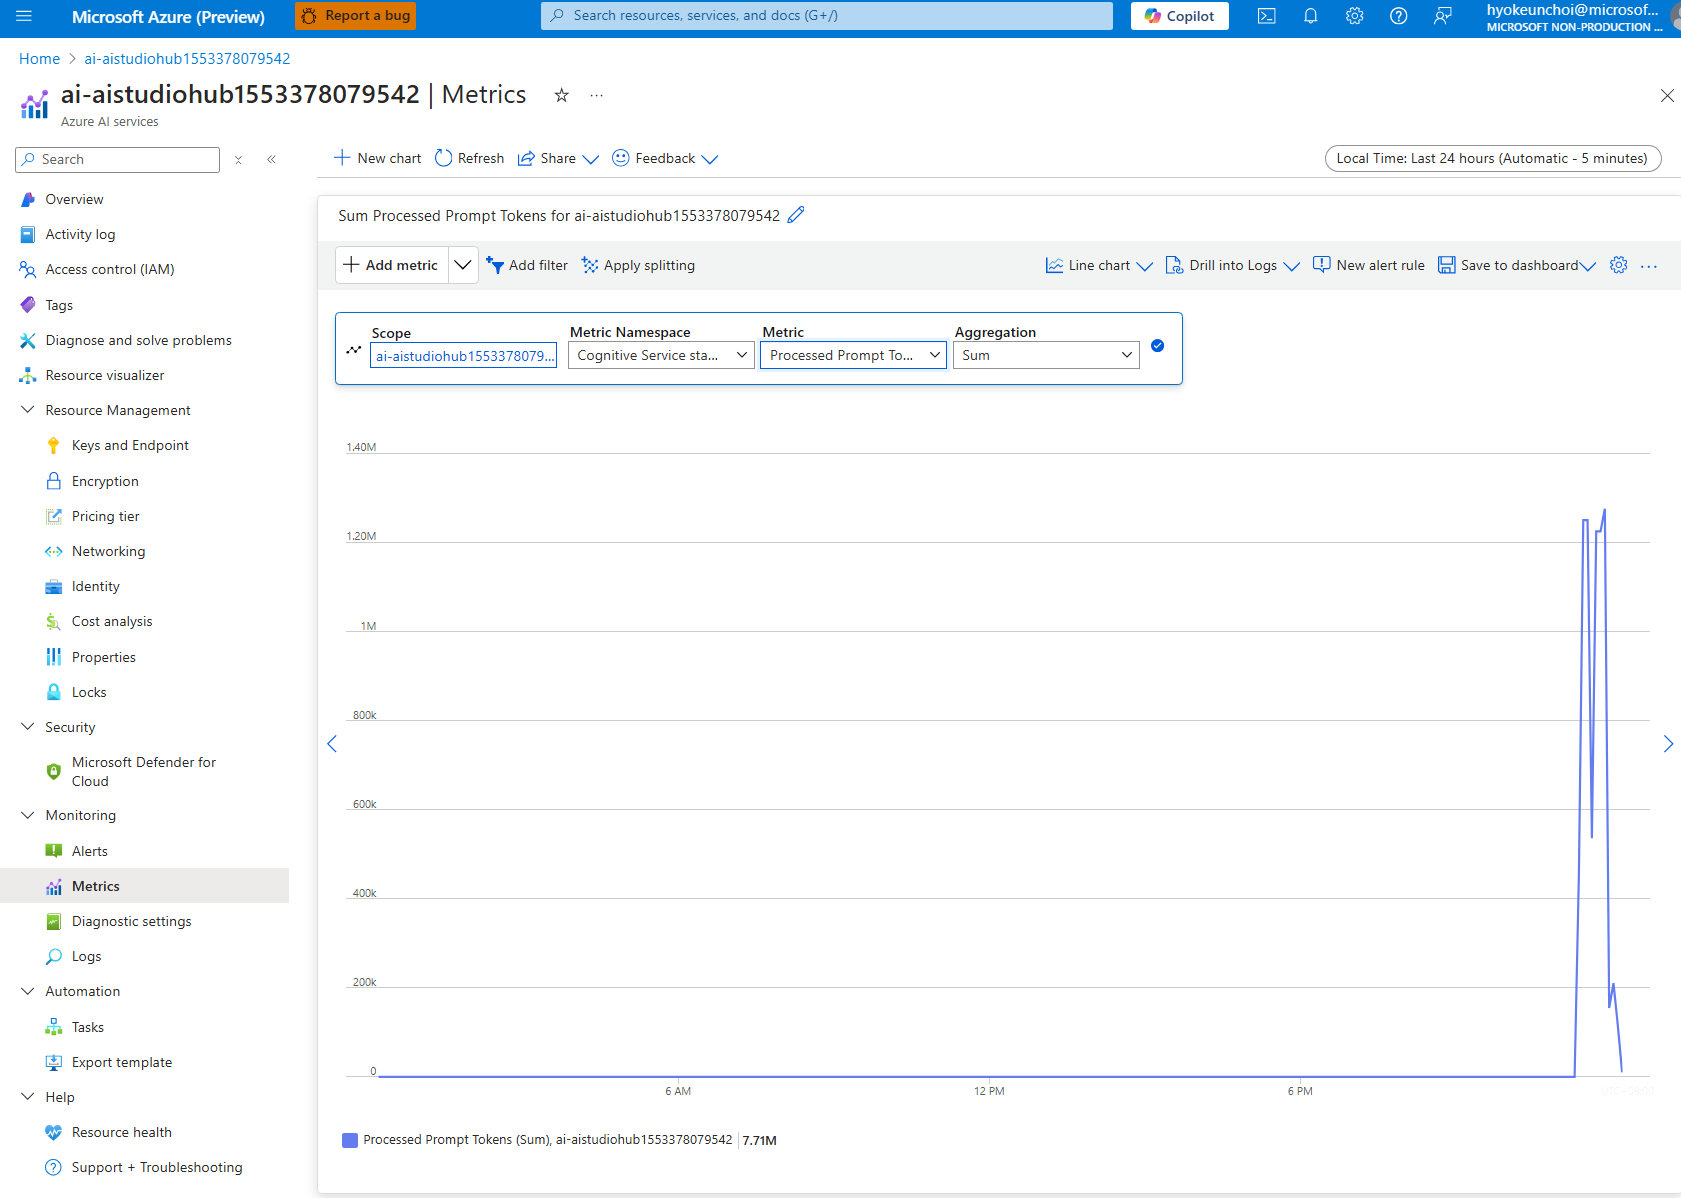 Microsoft Azure (Preview)
Report a bug
Search resources, services, and docs (G+/)
Copilot
hyokeunchoi@microsof...
MICROSOFT NON-PRODUCTION ...
Home > ai-aistudiohub1553378079542
ai-aistudiohub1553378079542 | Metrics
Azure AI services
Search
Overview
Activity log
Access control (IAM)
Tags
Diagnose and solve problems
Resource visualizer
Resource Management
Keys and Endpoint
Encryption
Pricing tier
Networking
Identity
Cost analysis
Properties
Locks
Security
Microsoft Defender for
Cloud
Monitoring
Alerts
Metrics
Diagnostic settings
Logs
Automation
Tasks
Export template
Help
Resource health
Support + Troubleshooting
New chart
Refresh
Share
Feedback
Local Time: Last 24 hours (Automatic - 5 minutes)
Sum Processed Prompt Tokens for ai-aistudiohub1553378079542
Add metric
Add filter
Apply splitting
Line chart
Drill into Logs
New alert rule
Save to dashboard
Scope
ai-aistudiohub1553378079...
Metric Namespace
Cognitive Service sta...
Metric
Processed Prompt To...
Aggregation
Sum
1.40M
1.20M
1M
800k
600k
400k
200k
0
6 AM
12 PM
6 PM
Processed Prompt Tokens (Sum), ai-aistudiohub1553378079542 | 7.71M